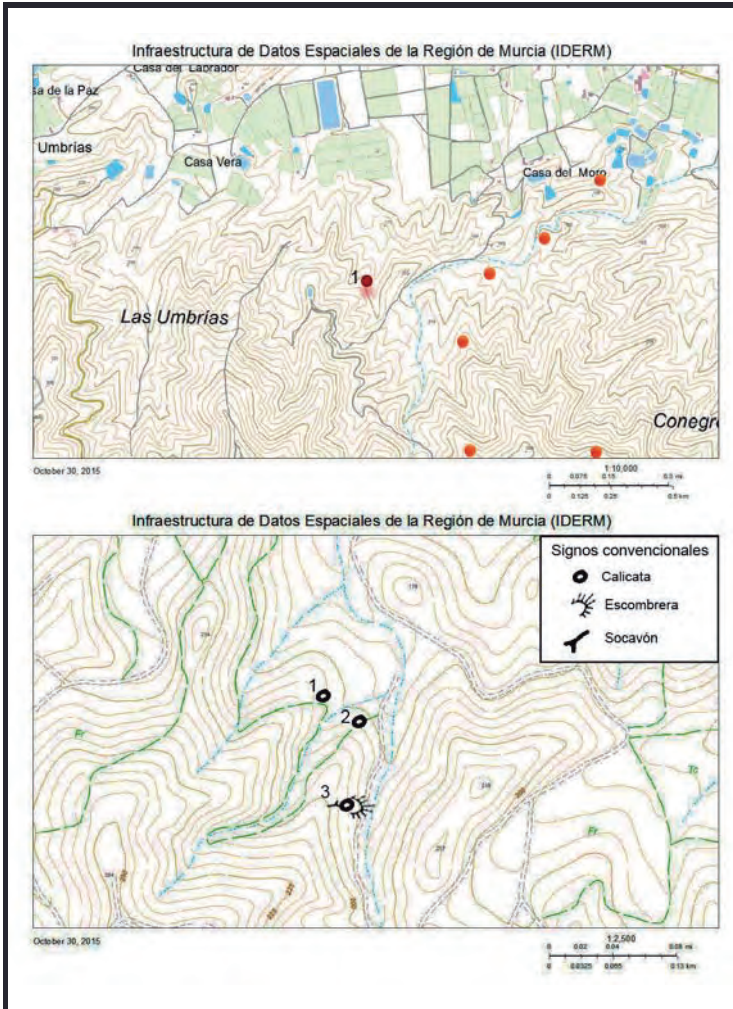 Infraestructura de Datos Espaciales de la Región de Murcia (IDERM)
Casa del Labrador
sa de la Paz
Umbrías
Casa Vera
Casa del Moro
1
Las Umbrías
Conegr
October 30, 2015
1:10,000
0 0.075 0.15 0.3 mi
0 0.125 0.25 0.5 km
Infraestructura de Datos Espaciales de la Región de Murcia (IDERM)
Signos convencionales
Calicata
Escombrera
Socavón
1
2
3
Fr
Fr
Tc
200
200
October 30, 2015
1:2,500
0 0.02 0.04 0.08 mi
0 0.0325 0.065 0.13 km